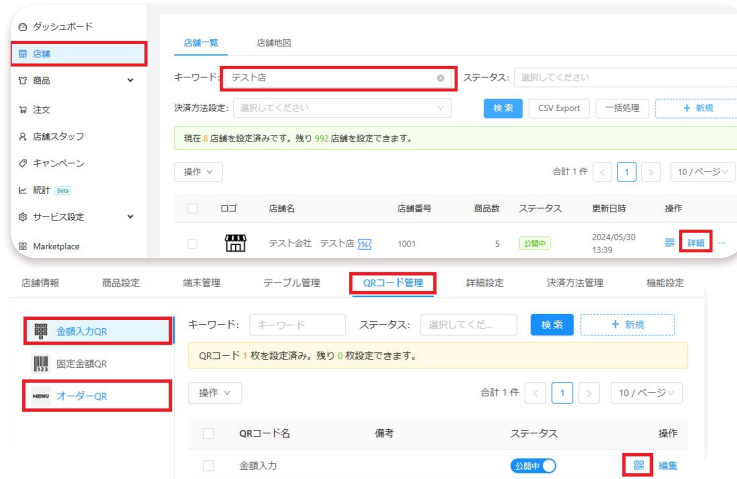 ダッシュボード
店舗
商品
注文
店舗スタッフ
キャンペーン
統計 Beta
サービス設定
Marketplace
店舗一覧 店舗地図
キーワード: テスト店 ステータス: 選択してください
決済方法設定: 選択してください 検索 CSV Export 一括処理 + 新規
現在 8 店舗を設定済みです。残り 992 店舗を設定できます。
操作 合計 1 件 < 1 > 10 / ページ
ロゴ 店舗名 店舗番号 商品数 ステータス 更新日時 操作
テスト会社 テスト店 1001 5 公開中 2024/05/30 13:39 詳細 ...
店舗情報 商品設定 端末管理 テーブル管理 QRコード管理 詳細設定 決済方法管理 機能設定
金額入力QR
固定金額QR
MENU オーダーQR
キーワード: キーワード ステータス: 選択してくだ... 検索 + 新規
QRコード 1 枚を設定済み。残り 0 枚設定できます。
操作 合計 1 件 < 1 > 10 / ページ
QRコード名 備考 ステータス 操作
金額入力 公開中 編集